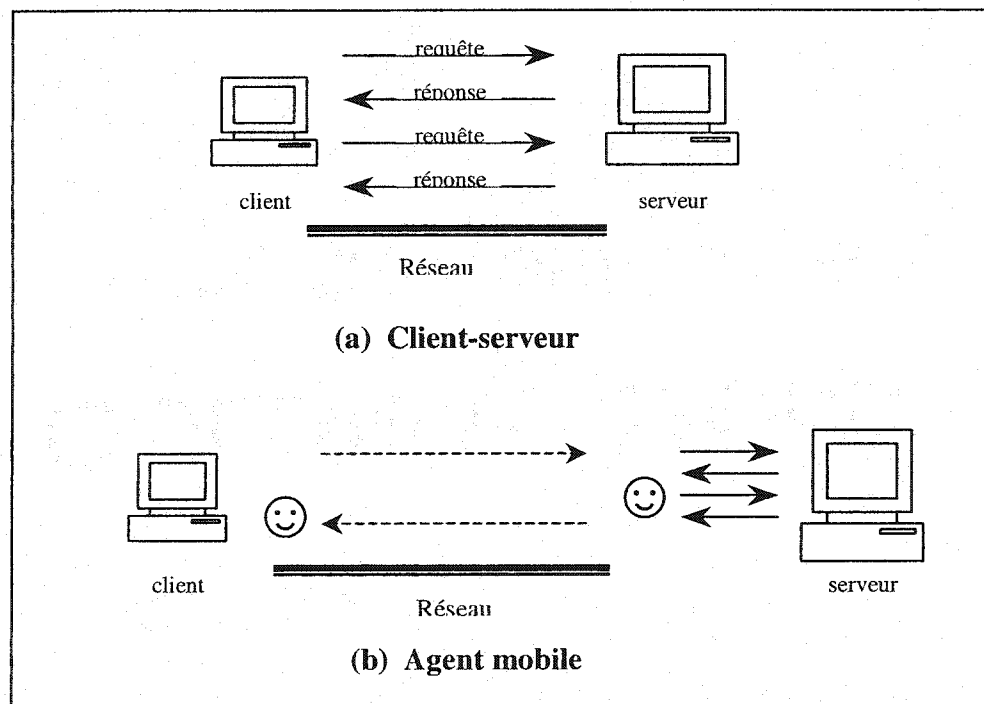 requête
réponse
requête
réponse
client
serveur
Réseau
(a) Client-serveur
client
serveur
Réseau
(b) Agent mobile